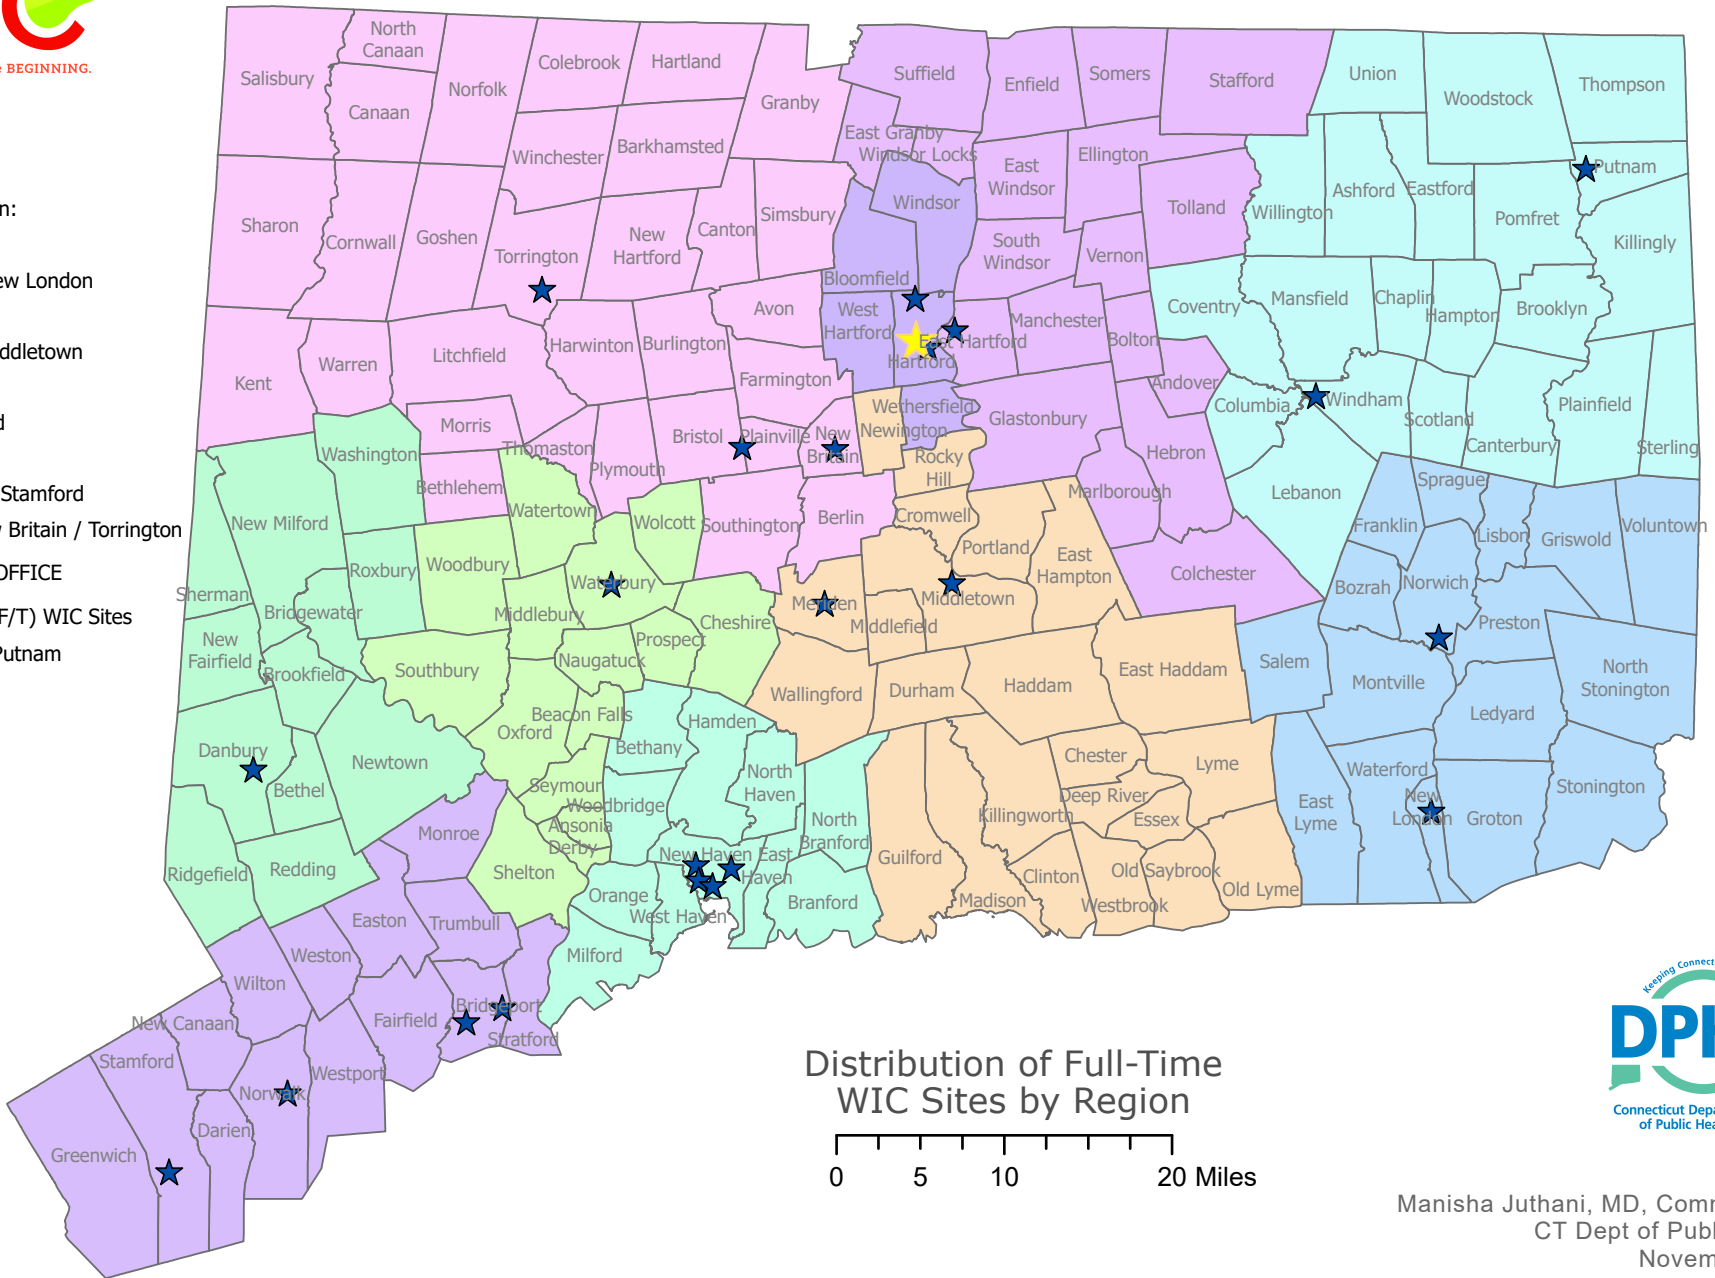 BEGINNING.
n:
ew London
ddletown
d
Stamford
Britain / Torrington
OFFICE
F/T) WIC Sites
Putnam
North
Canaan
Salisbury
Canaan
Norfolk
Colebrook
Hartland
Granby
Suffield
Enfield
Somers
Stafford
Union
Woodstock
Thompson
Winchester
Barkhamsted
East Granby
Windsor Locks
East
Windsor
Ellington
Tolland
Willington
Ashford
Eastford
Pomfret
Putnam
Killingly
Sharon
Cornwall
Goshen
Torrington
New
Hartford
Canton
Simsbury
Windsor
Bloomfield
South
Windsor
Vernon
Coventry
Mansfield
Chaplin
Hampton
Brooklyn
Kent
Warren
Litchfield
Harwinton
Burlington
Avon
Farmington
West
Hartford
East Hartford
Hartford
Manchester
Bolton
Andover
Columbia
Windham
Scotland
Canterbury
Plainfield
Sterling
Washington
Morris
Bethlehem
Thomaston
Plymouth
Bristol
Plainville
New
Britain
Wethersfield
Newington
Rocky
Hill
Glastonbury
Marlborough
Hebron
Lebanon
Sprague
Franklin
Lisbon
Griswold
Voluntown
New Milford
Watertown
Wolcott
Southington
Berlin
Cromwell
Portland
East
Hampton
Colchester
Bozrah
Norwich
Preston
Sherman
Bridgewater
Roxbury
Woodbury
Middlebury
Waterbury
Cheshire
Meriden
Middlefield
Middletown
New
Fairfield
Brookfield
Southbury
Naugatuck
Prospect
Wallingford
Durham
Haddam
East Haddam
Salem
Montville
Ledyard
North
Stonington
Danbury
Bethel
Newtown
Oxford
Beacon Falls
Bethany
Hamden
North
Haven
Seymour
Woodbridge
Ansonia
Derby
North
Branford
Guilford
Killingworth
Chester
Deep River
Essex
Lyme
East
Lyme
Waterford
New
London
Groton
Stonington
Ridgefield
Redding
Monroe
Shelton
New Haven
East
Haven
Orange
West Haven
Branford
Madison
Clinton
Westbrook
Old Saybrook
Old Lyme
Easton
Trumbull
Milford
Weston
Wilton
Fairfield
Bridgeport
Stratford
New Canaan
Stamford
Norwalk
Westport
Darien
Greenwich
Distribution of Full-Time
WIC Sites by Region
0 5 10 20 Miles
Keeping Connect
DPH
Connecticut Depa
of Public Hea
Manisha Juthani, MD, Comm
CT Dept of Publ
Novem